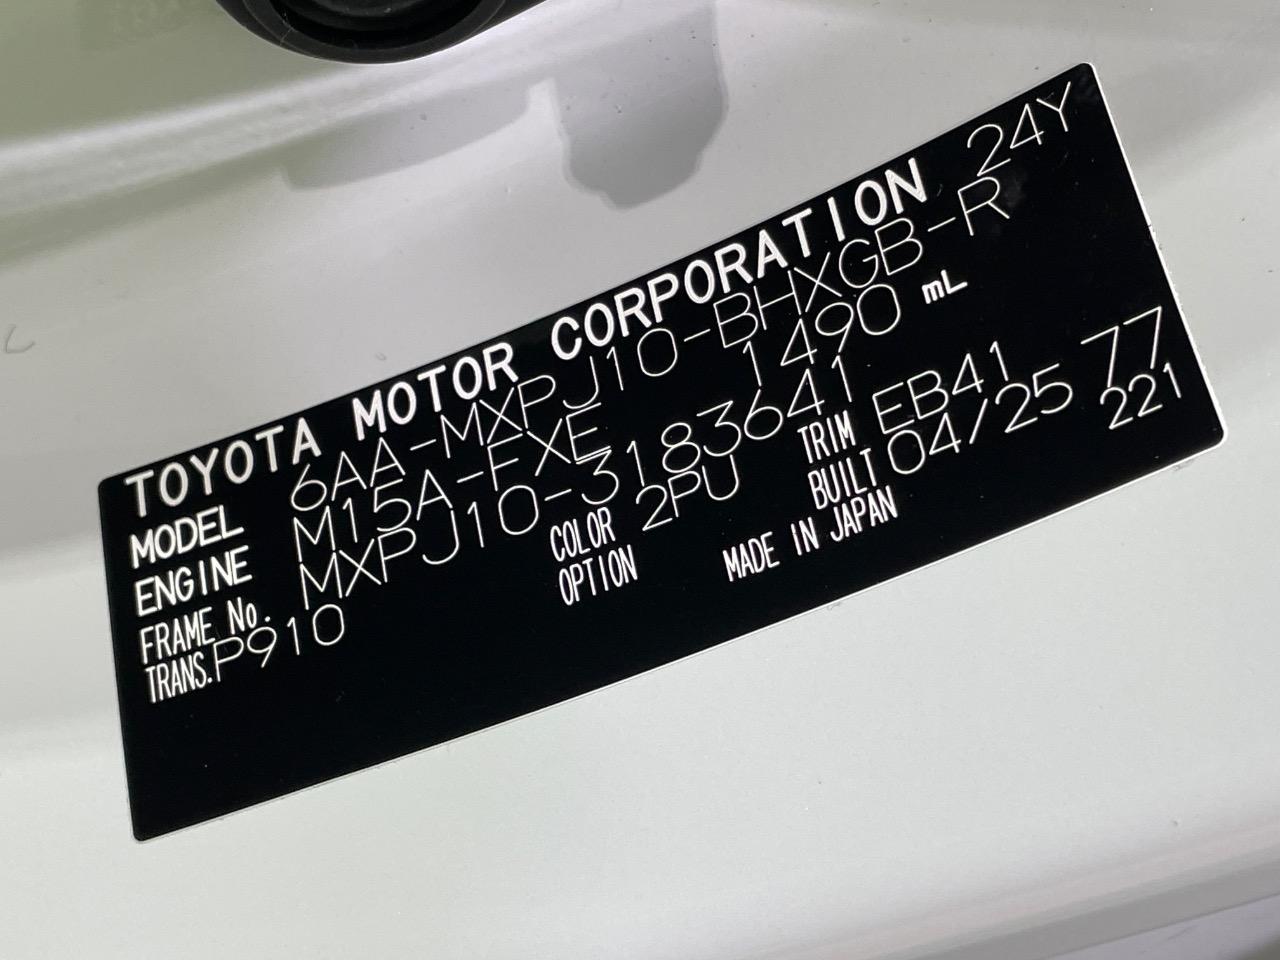 TOYOTA MOTOR CORPORATION 24Y
MODEL 6AA-MXPJ10-BHXGB-R
ENGINE M15A-FXE 1490 mL
FRAME No. MXPJ10-3183641
COLOR 2PU TRIM EB41 77
OPTION BUILT 04/25 221
TRANS. P910 MADE IN JAPAN